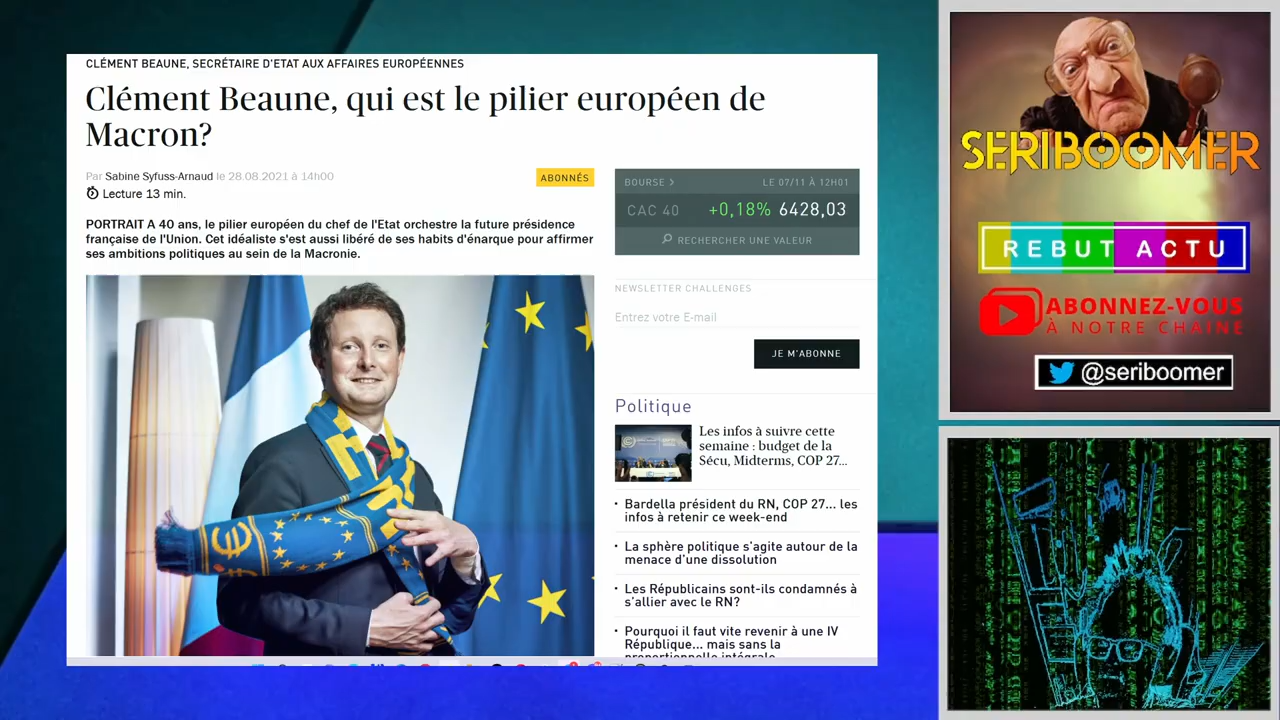 CLÉMENT BEAUNE, SECRÉTAIRE D'ETAT AUX AFFAIRES EUROPÉENNES
Clément Beaune, qui est le pilier européen de
Macron?
Par Sabine Syfuss-Arnaud le 28.08.2021 à 14h00
ABONNÉS
Lecture 13 min.
PORTRAIT A 40 ans, le pilier européen du chef de l'Etat orchestre la future présidence
française de l'Union. Cet idéaliste s'est aussi libéré de ses habits d'énarque pour affirmer
ses ambitions politiques au sein de la Macronie.
BOURSE
LE 07/11 À 12H01
CAC 40 +0,18% 6428,03
RECHERCHER UNE VALEUR
NEWSLETTER CHALLENGES
Entrez votre E-mail
JE M'ABONNE
Politique
Les infos à suivre cette
semaine : budget de la
Sécu, Midterms, COP 27...
Bardella président du RN, COP 27... les
infos à retenir ce week-end
La sphère politique s'agite autour de la
menace d'une dissolution
Les Républicains sont-ils condamnés à
s'allier avec le RN?
Pourquoi il faut vite revenir à une IV
République... mais sans la
proportionnelle intégrale
SERIBOOMER
REBUT ACTU
ABONNEZ-VOUS
À NOTRE CHAINE
@seriboomer